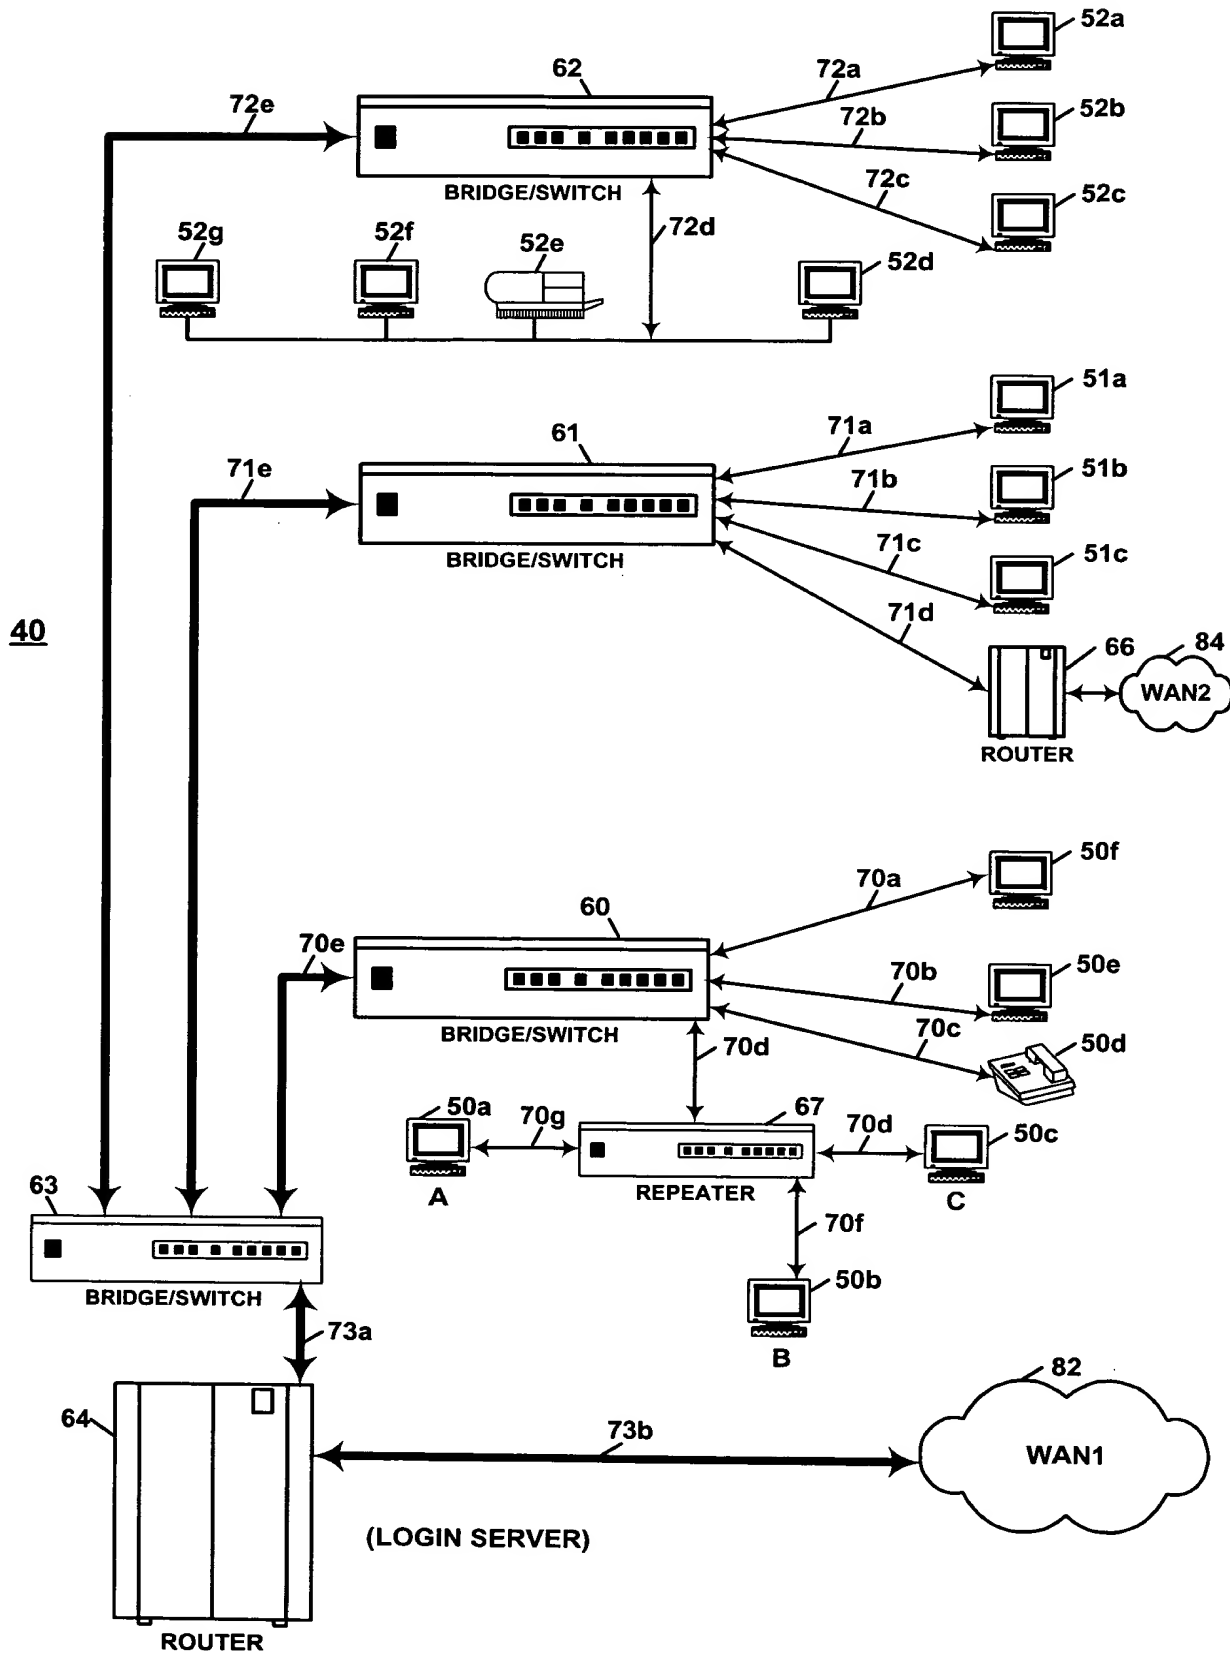 52a
62
72a
72e
72b
52b
BRIDGE/SWITCH
72c
52c
52g
52f
52e
72d
52d
51a
61
71a
71e
71b
51b
BRIDGE/SWITCH
71c
51c
71d
40
66
84
WAN2
ROUTER
50f
70a
60
70e
50e
70b
BRIDGE/SWITCH
70d
70c
50d
50a
70g
67
70d
50c
A
REPEATER
C
63
70f
BRIDGE/SWITCH
50b
73a
B
82
64
73b
WAN1
(LOGIN SERVER)
ROUTER